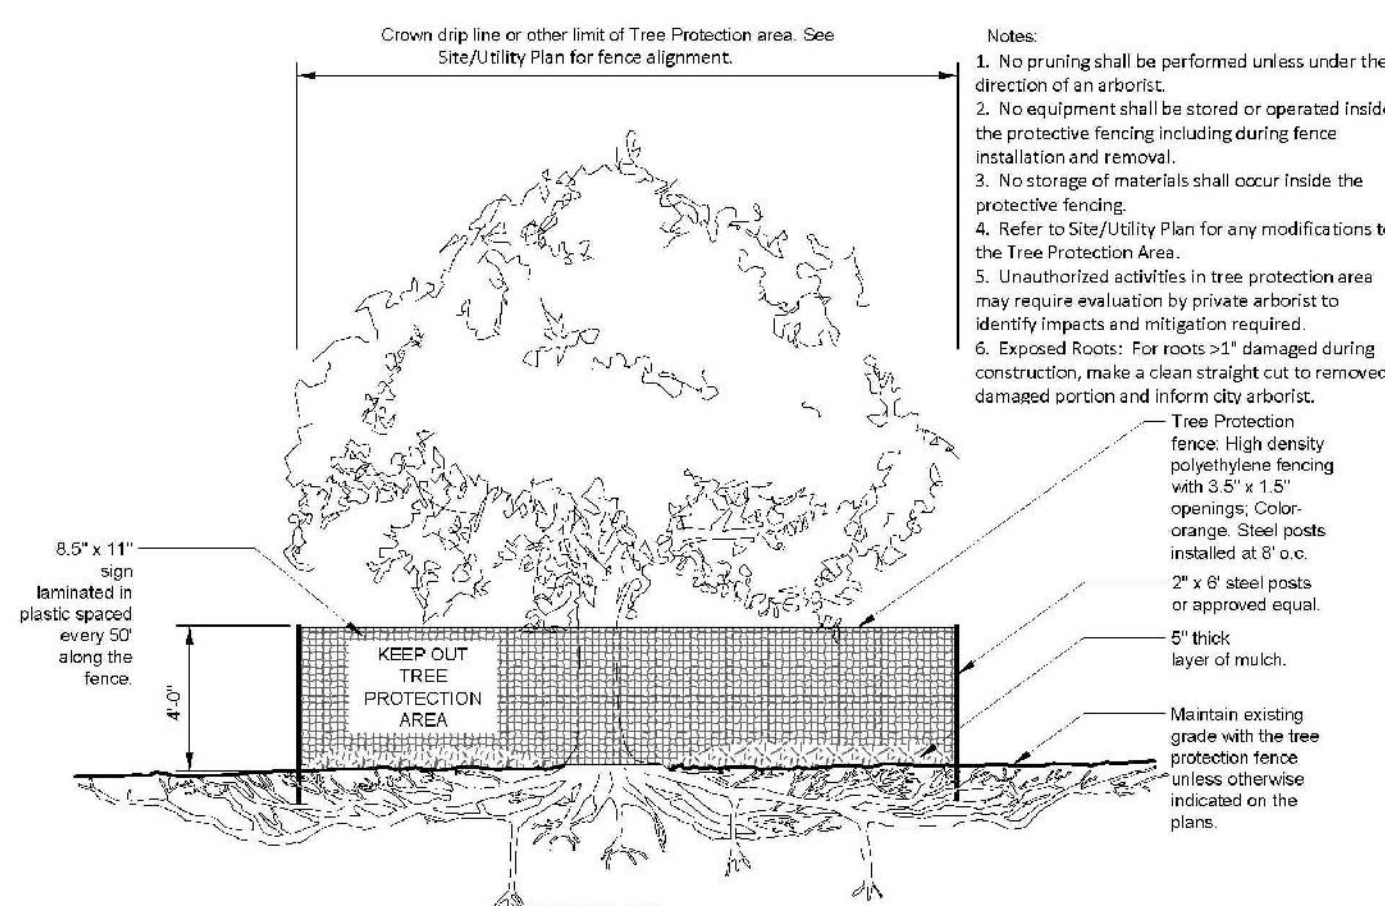 Crown drip line or other limit of Tree Protection area. See
Site/Utility Plan for fence alignment.
Notes:
1. No pruning shall be performed unless under the
direction of an arborist.
2. No equipment shall be stored or operated inside
the protective fencing including during fence
installation and removal.
3. No storage of materials shall occur inside the
protective fencing.
4. Refer to Site/Utility Plan for any modifications to
the Tree Protection Area.
5. Unauthorized activities in tree protection area
may require evaluation by private arborist to
identify impacts and mitigation required.
6. Exposed Roots: For roots >1" damaged during
construction, make a clean straight cut to removed
damaged portion and inform city arborist.
Tree Protection
fence: High density
polyethylene fencing
with 3.5" x 1.5"
openings; Color-
orange. Steel posts
installed at 8' o.c.
2" x 6' steel posts
or approved equal.
5" thick
layer of mulch.
Maintain existing
grade with the tree
protection fence
unless otherwise
indicated on the
plans.
8.5" x 11"
sign
laminated in
plastic spaced
every 50'
along the
fence.
4'-0"
KEEP OUT
TREE
PROTECTION
AREA